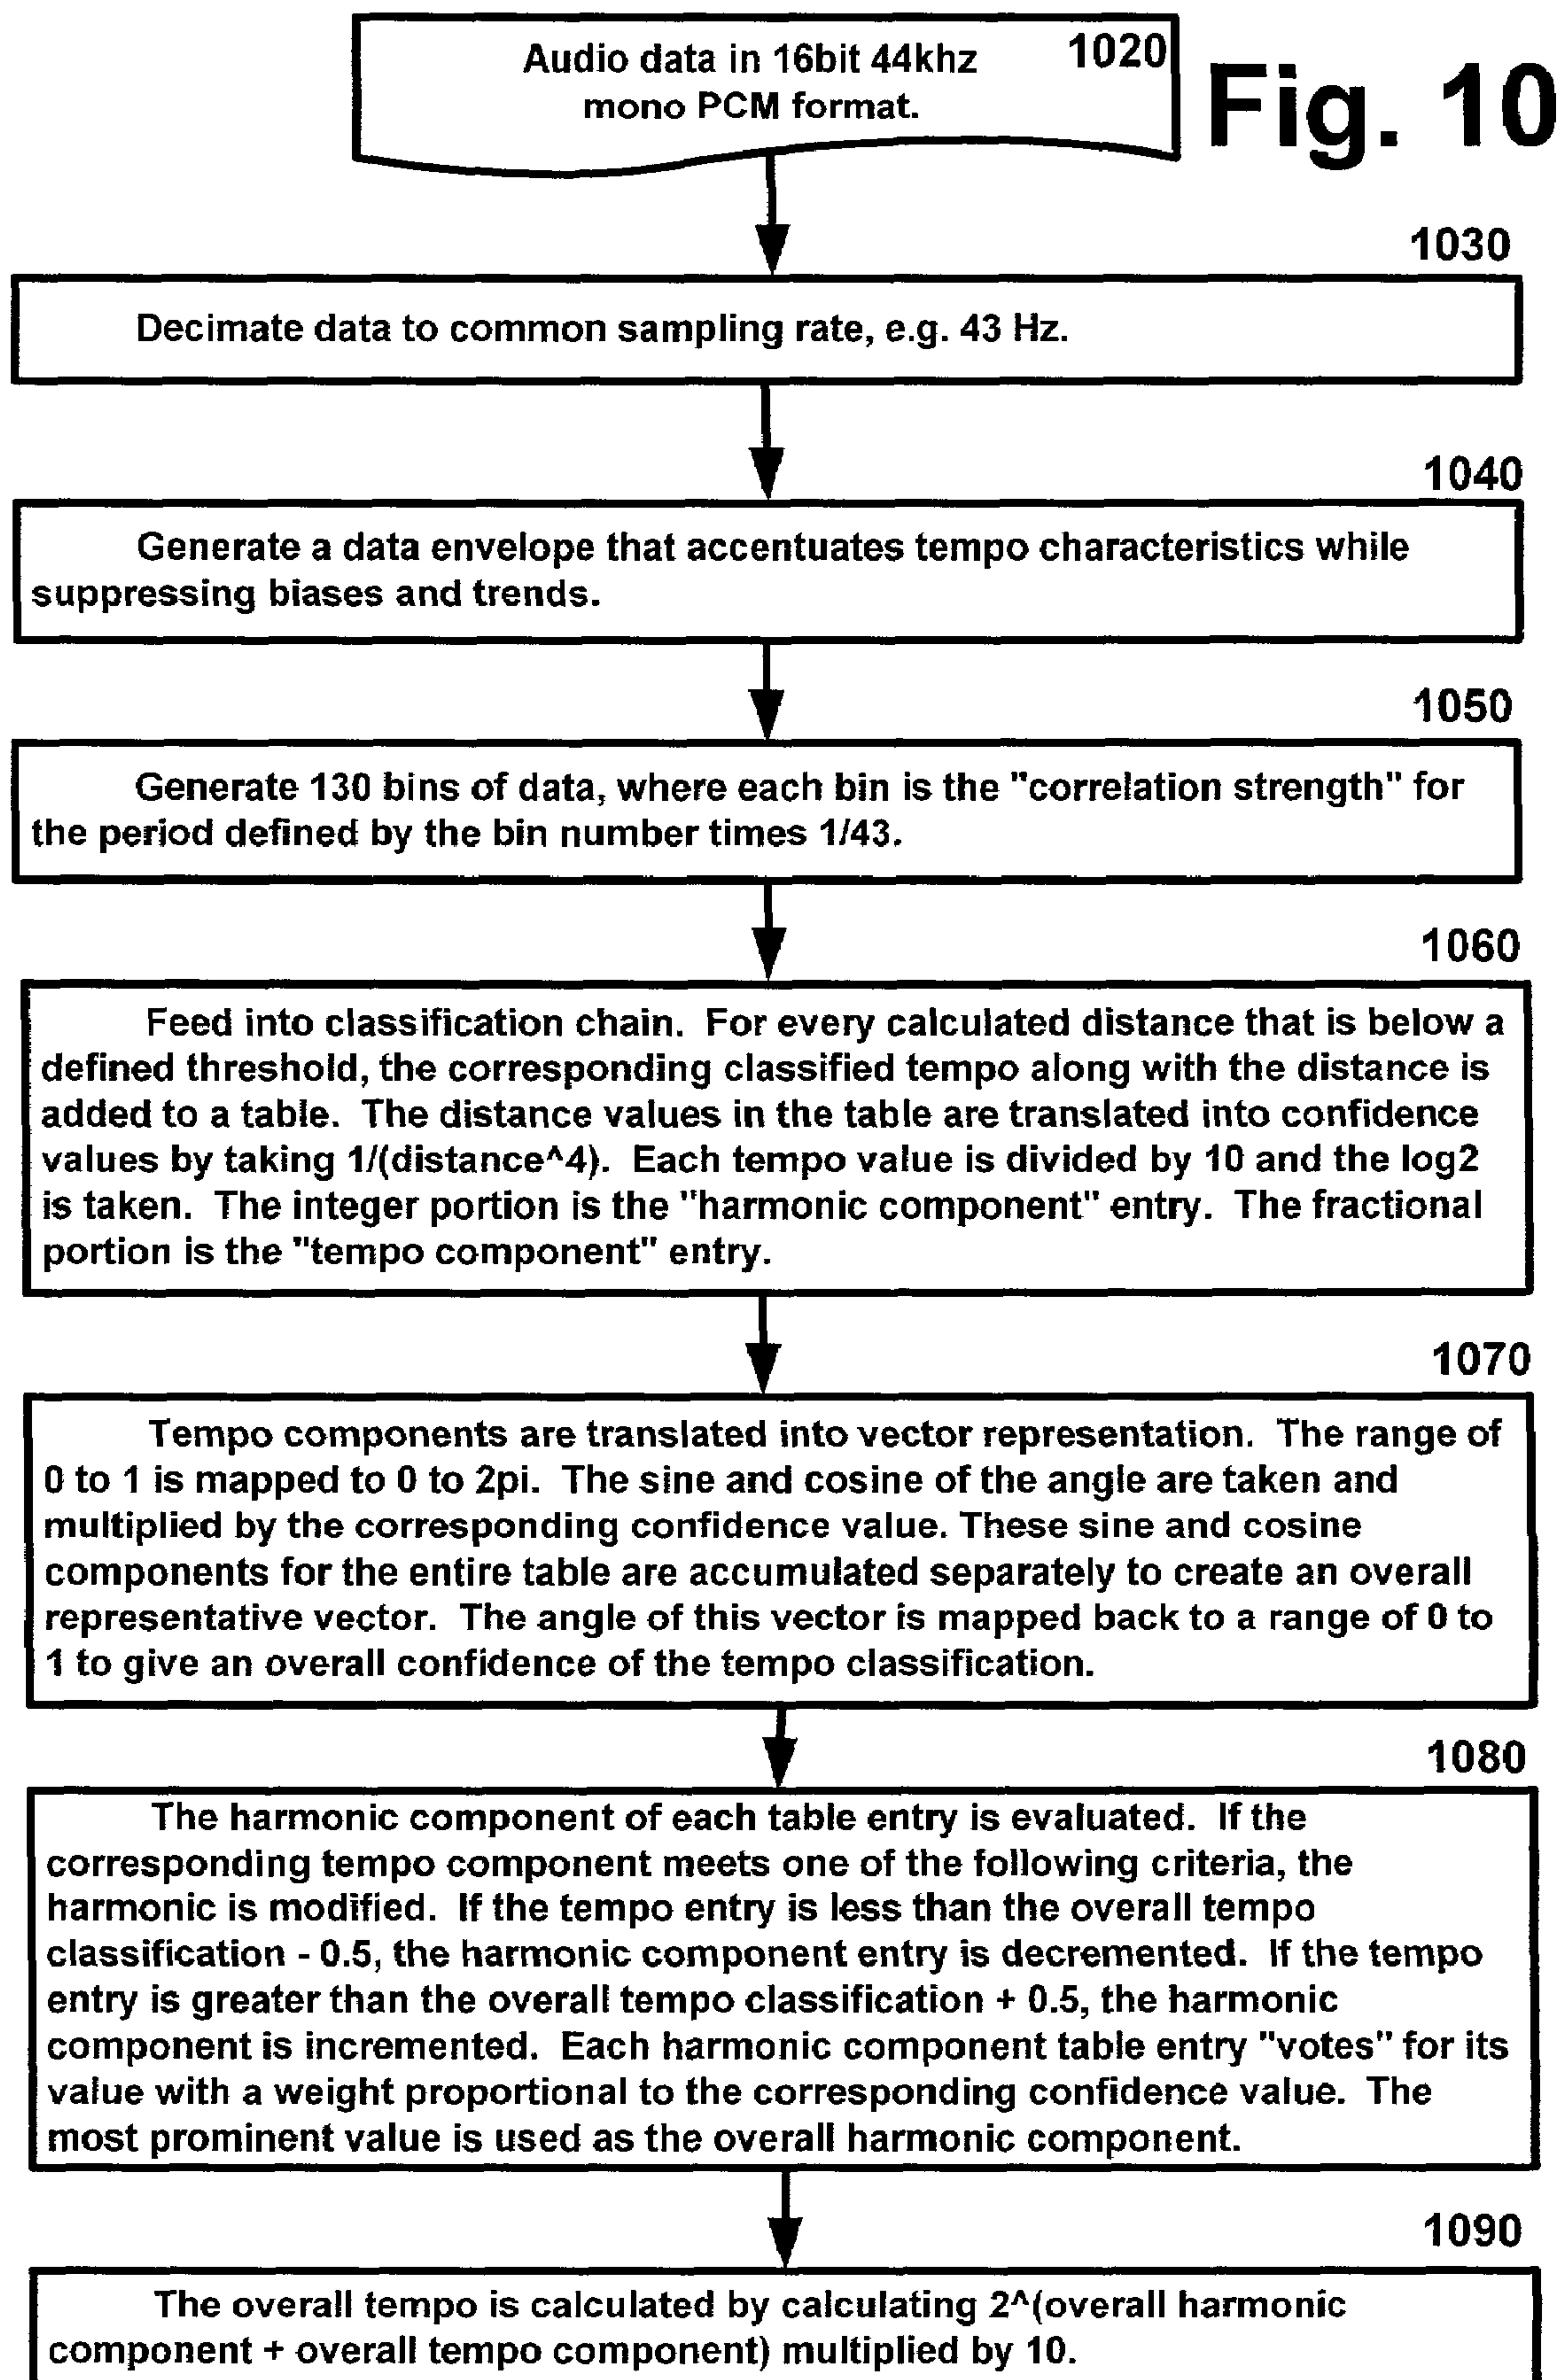 Audio data in 16bit 44khz
mono PCM format.
1020
Fig. 10
1030
Decimate data to common sampling rate, e.g. 43 Hz.
1040
Generate a data envelope that accentuates tempo characteristics while
suppressing biases and trends.
1050
Generate 130 bins of data, where each bin is the "correlation strength" for
the period defined by the bin number times 1/43.
1060
Feed into classification chain. For every calculated distance that is below a
defined threshold, the corresponding classified tempo along with the distance is
added to a table. The distance values in the table are translated into confidence
values by taking 1/(distance^4). Each tempo value is divided by 10 and the log2
is taken. The integer portion is the "harmonic component" entry. The fractional
portion is the "tempo component" entry.
1070
Tempo components are translated into vector representation. The range of
0 to 1 is mapped to 0 to 2pi. The sine and cosine of the angle are taken and
multiplied by the corresponding confidence value. These sine and cosine
components for the entire table are accumulated separately to create an overall
representative vector. The angle of this vector is mapped back to a range of 0 to
1 to give an overall confidence of the tempo classification.
1080
The harmonic component of each table entry is evaluated. If the
corresponding tempo component meets one of the following criteria, the
harmonic is modified. If the tempo entry is less than the overall tempo
classification - 0.5, the harmonic component entry is decremented. If the tempo
entry is greater than the overall tempo classification + 0.5, the harmonic
component is incremented. Each harmonic component table entry "votes" for its
value with a weight proportional to the corresponding confidence value. The
most prominent value is used as the overall harmonic component.
1090
The overall tempo is calculated by calculating 2^(overall harmonic
component + overall tempo component) multiplied by 10.